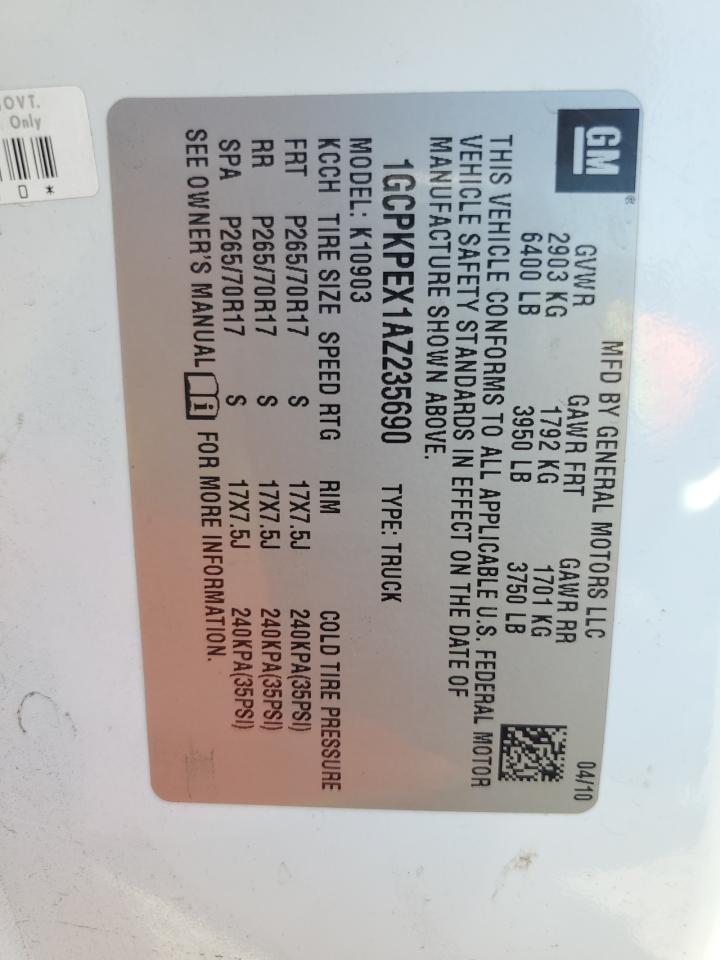 GM
MFD BY GENERAL MOTORS LLC 04/10
GVWR GAWR FRT GAWR RR
2903 KG 1792 KG 1701 KG
6400 LB 3950 LB 3750 LB
THIS VEHICLE CONFORMS TO ALL APPLICABLE U.S. FEDERAL MOTOR
VEHICLE SAFETY STANDARDS IN EFFECT ON THE DATE OF
MANUFACTURE SHOWN ABOVE.
1GCPKPEX1AZ235690 TYPE: TRUCK
MODEL: K10903
KCCH TIRE SIZE SPEED RTG RIM COLD TIRE PRESSURE
FRT P265/70R17 S 17X7.5J 240KPA(35PSI)
RR P265/70R17 S 17X7.5J 240KPA(35PSI)
SPA P265/70R17 S 17X7.5J 240KPA(35PSI)
SEE OWNER'S MANUAL FOR MORE INFORMATION.
OVT.
Only